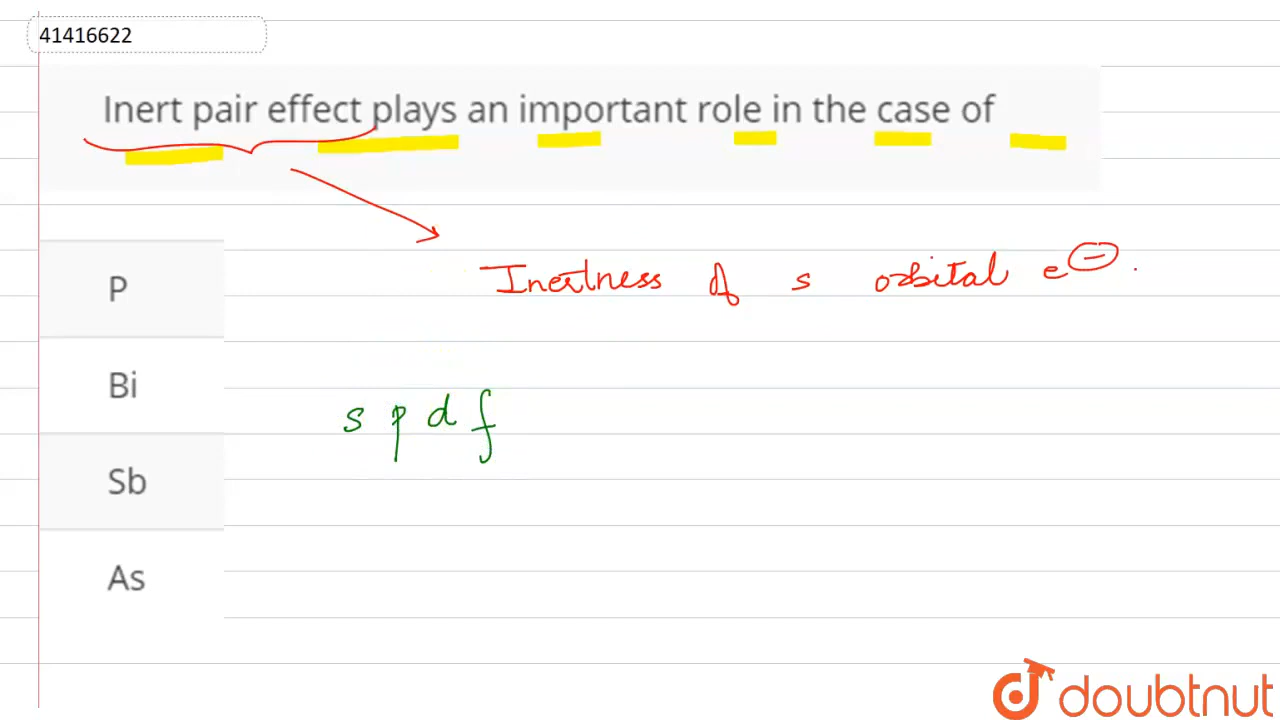 41416622
Inert pair effect plays an important role in the case of
Inertness of s orbital e⊖.
P
Bi
s p d f
Sb
As
doubtnut